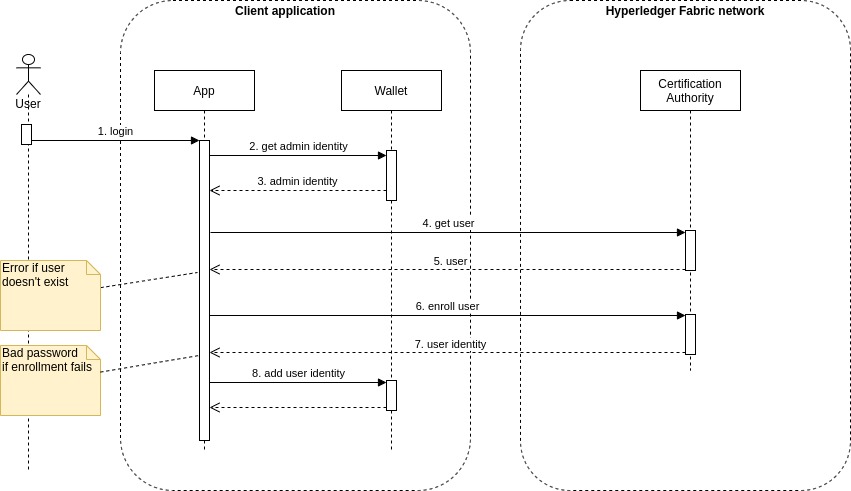 Client application
Hyperledger Fabric network
User
App
Wallet
Certification
Authority
1. login
2. get admin identity
3. admin identity
4. get user
5. user
Error if user
doesn't exist
6. enroll user
7. user identity
Bad password
if enrollment fails
8. add user identity